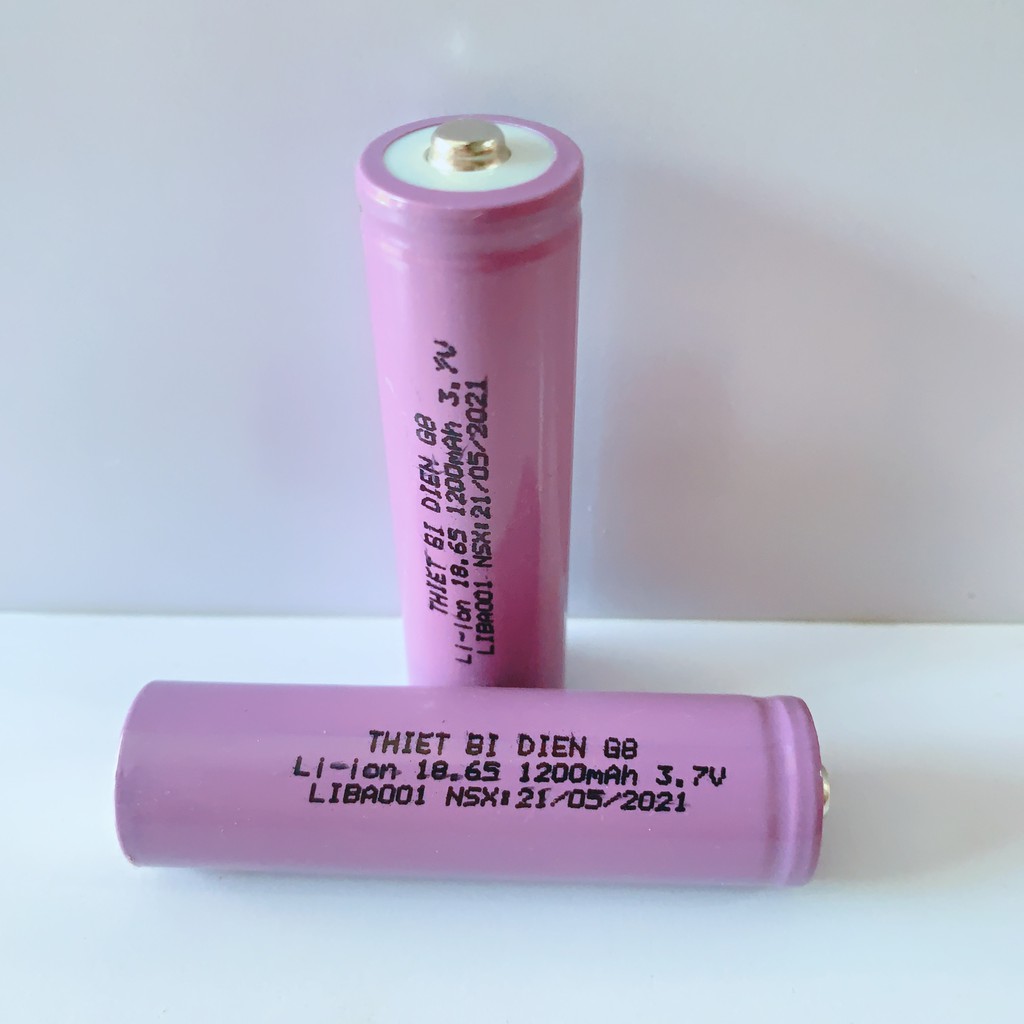 THIET BI DIEN GB
Li-ion 18.65 1200mAh 3.7V
LIBA001 NSX:21/05/2021
THIET BI DIEN GB
Li-ion 18.65 1200mAh 3.7V
LIBA001 NSX:21/05/2021